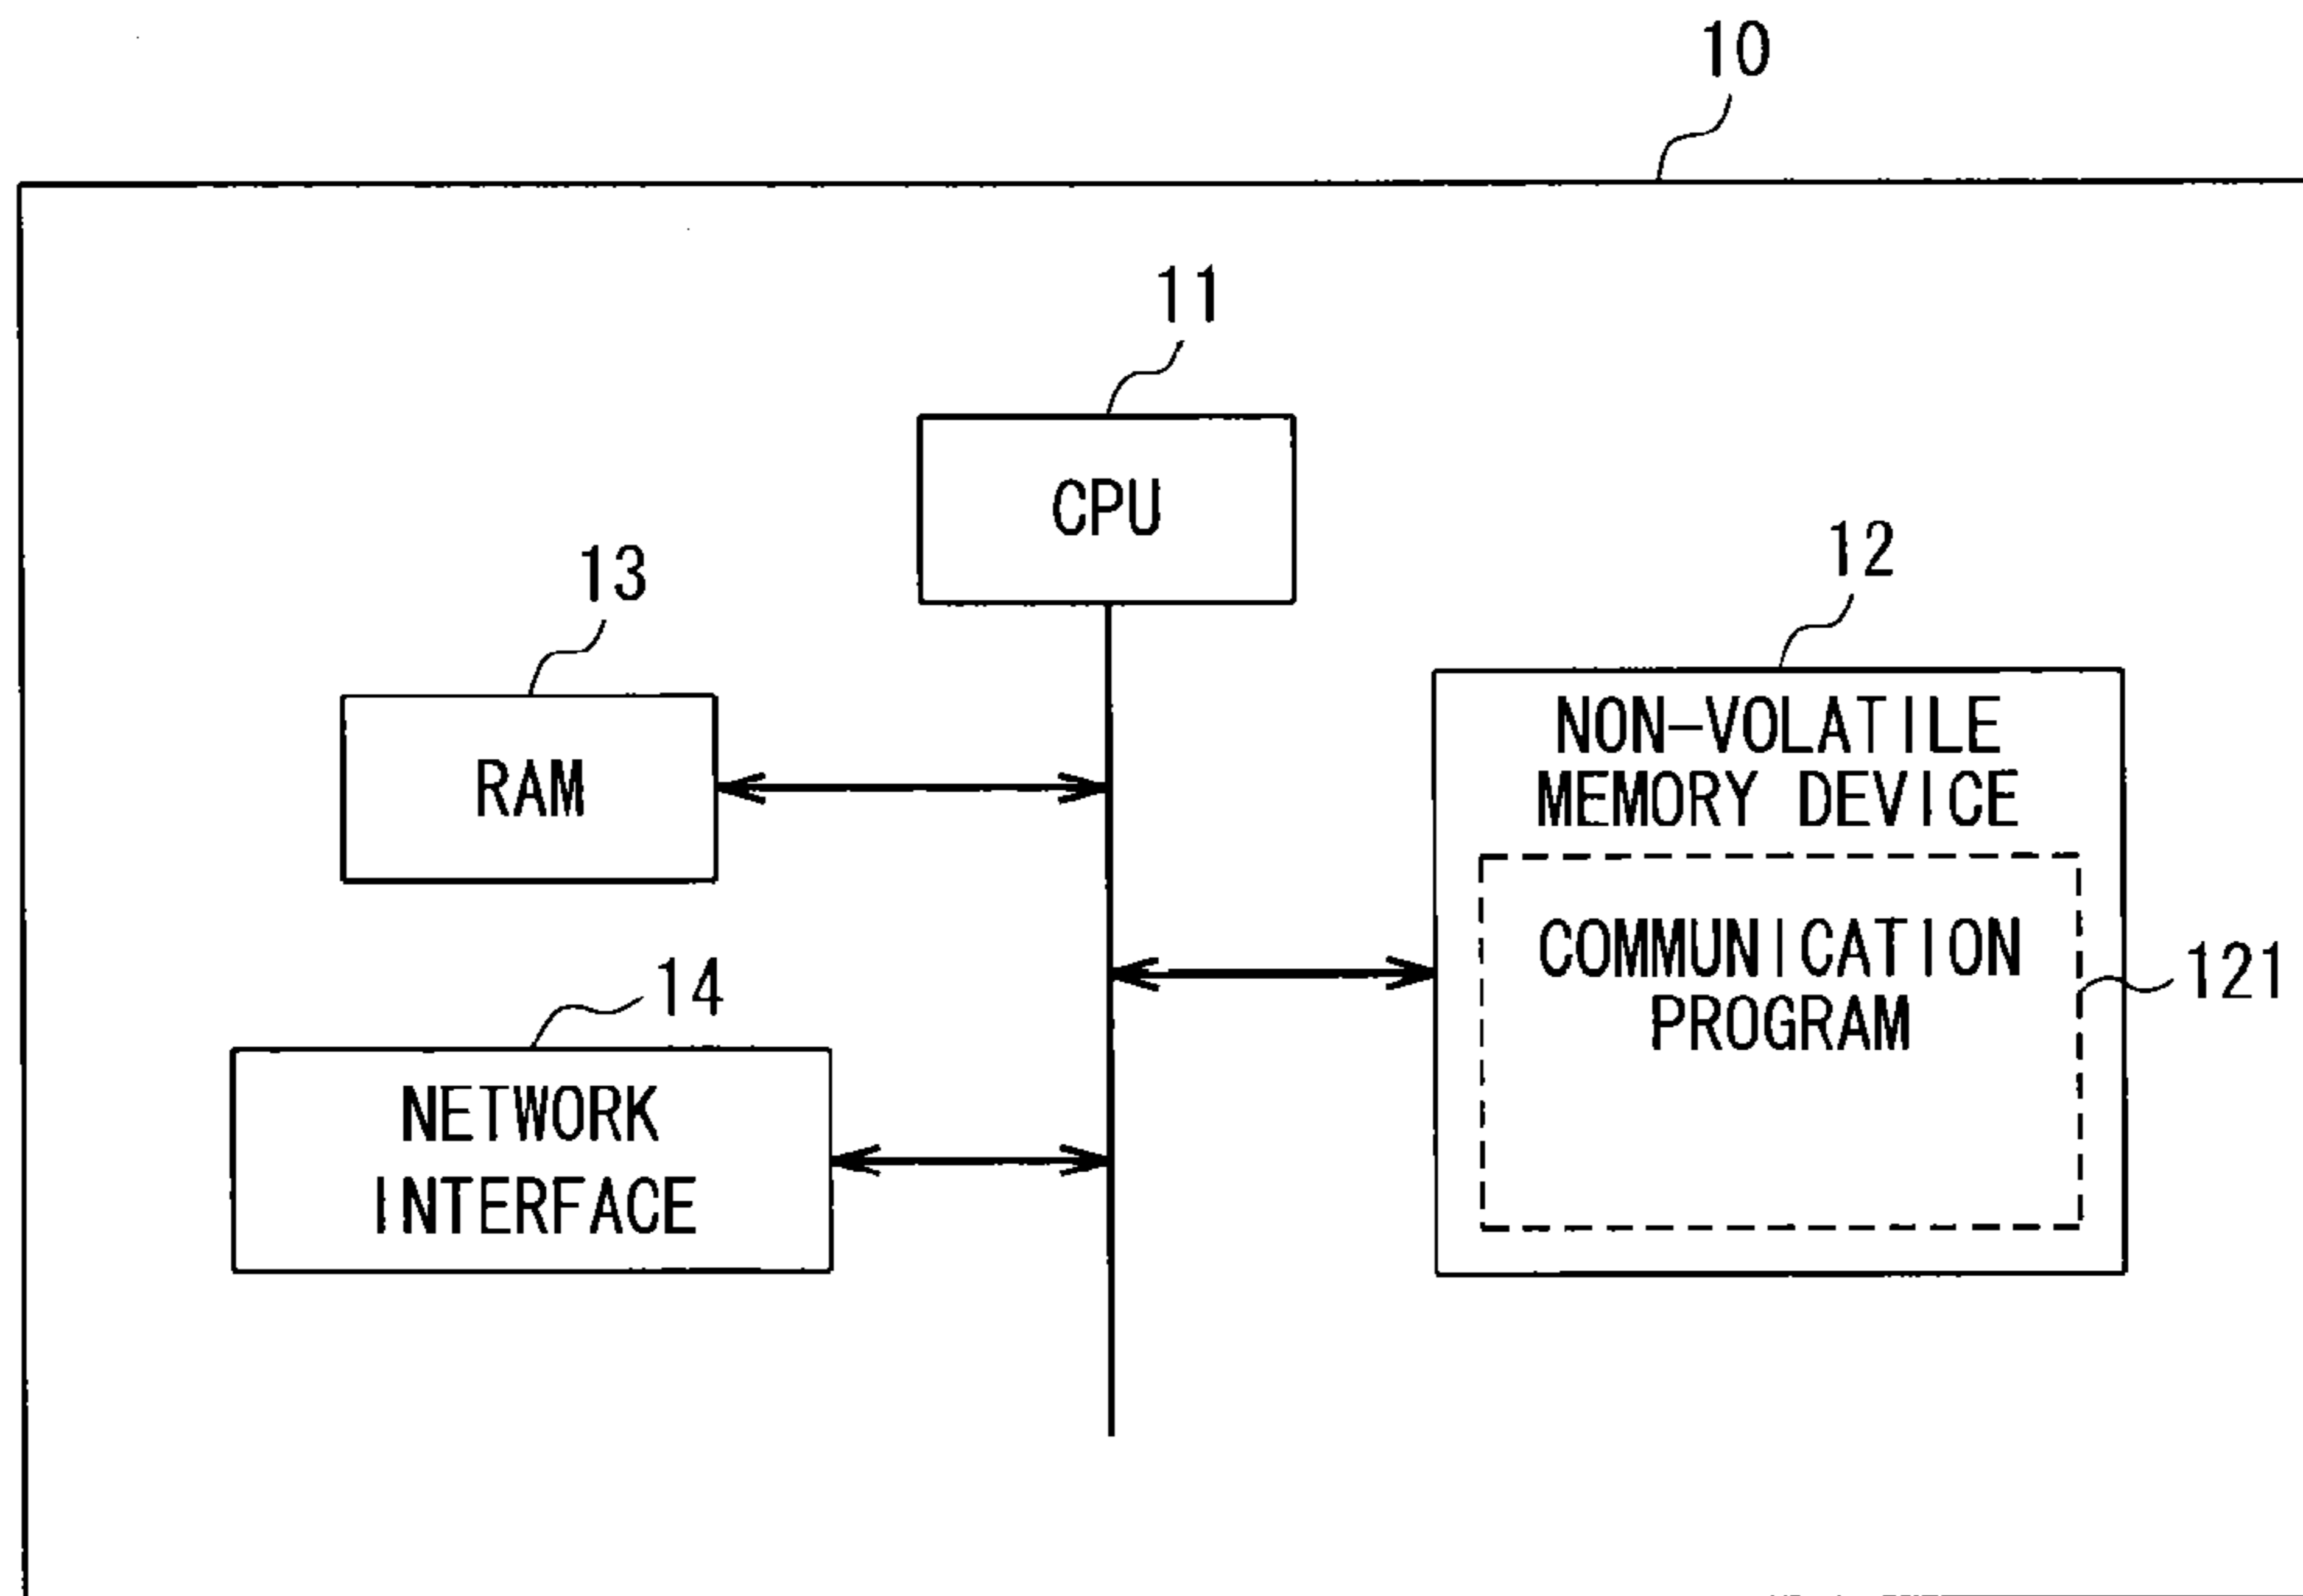 10
11
CPU
12
13
NON-VOLATILE
MEMORY DEVICE
RAM
COMMUNICATION
PROGRAM
121
14
NETWORK
INTERFACE